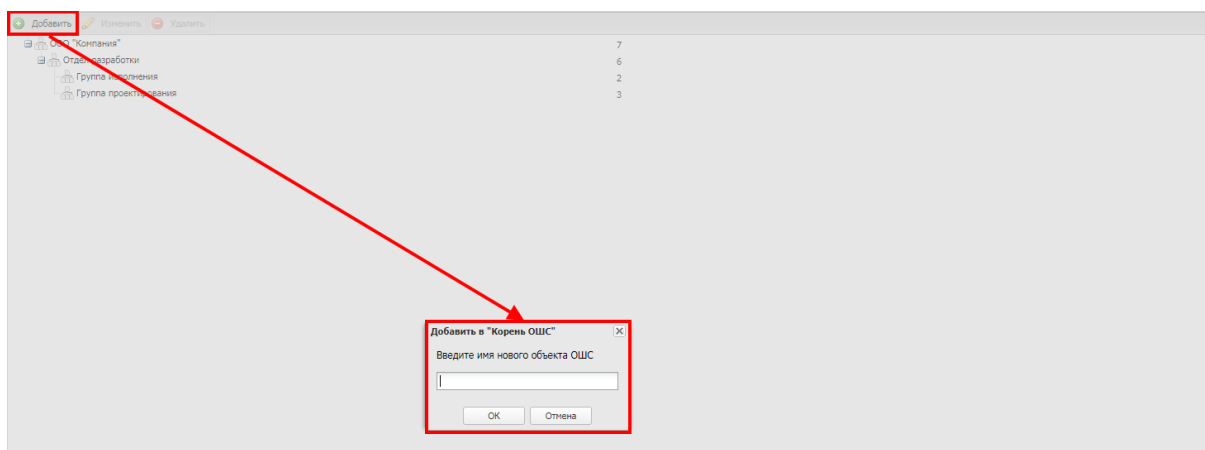 Добавить Изменить Удалить
ООО "Компания" 7
Отдел разработки 6
Группа исполнения 2
Группа проектирования 3
Добавить в "Корень ОШС"
Введите имя нового объекта ОШС
ОК Отмена